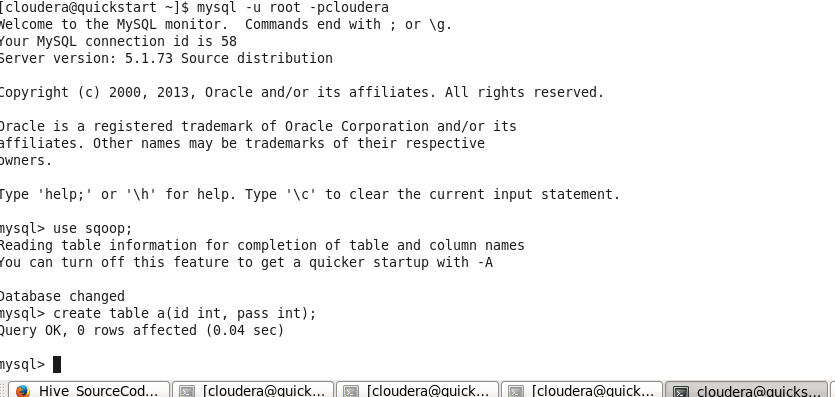 [cloudera@quickstart ~]$ mysql -u root -pcloudera
Welcome to the MySQL monitor.  Commands end with ; or \g.
Your MySQL connection id is 58
Server version: 5.1.73 Source distribution
Copyright (c) 2000, 2013, Oracle and/or its affiliates. All rights reserved.
Oracle is a registered trademark of Oracle Corporation and/or its
affiliates. Other names may be trademarks of their respective
owners.
Type 'help;' or '\h' for help. Type '\c' to clear the current input statement.
mysql> use sqoop;
Reading table information for completion of table and column names
You can turn off this feature to get a quicker startup with -A
Database changed
mysql> create table a(id int, pass int);
Query OK, 0 rows affected (0.04 sec)
mysql>
Hive_SourceCod... [cloudera@quick... [cloudera@quick... [cloudera@quick... cloudera@quicks...